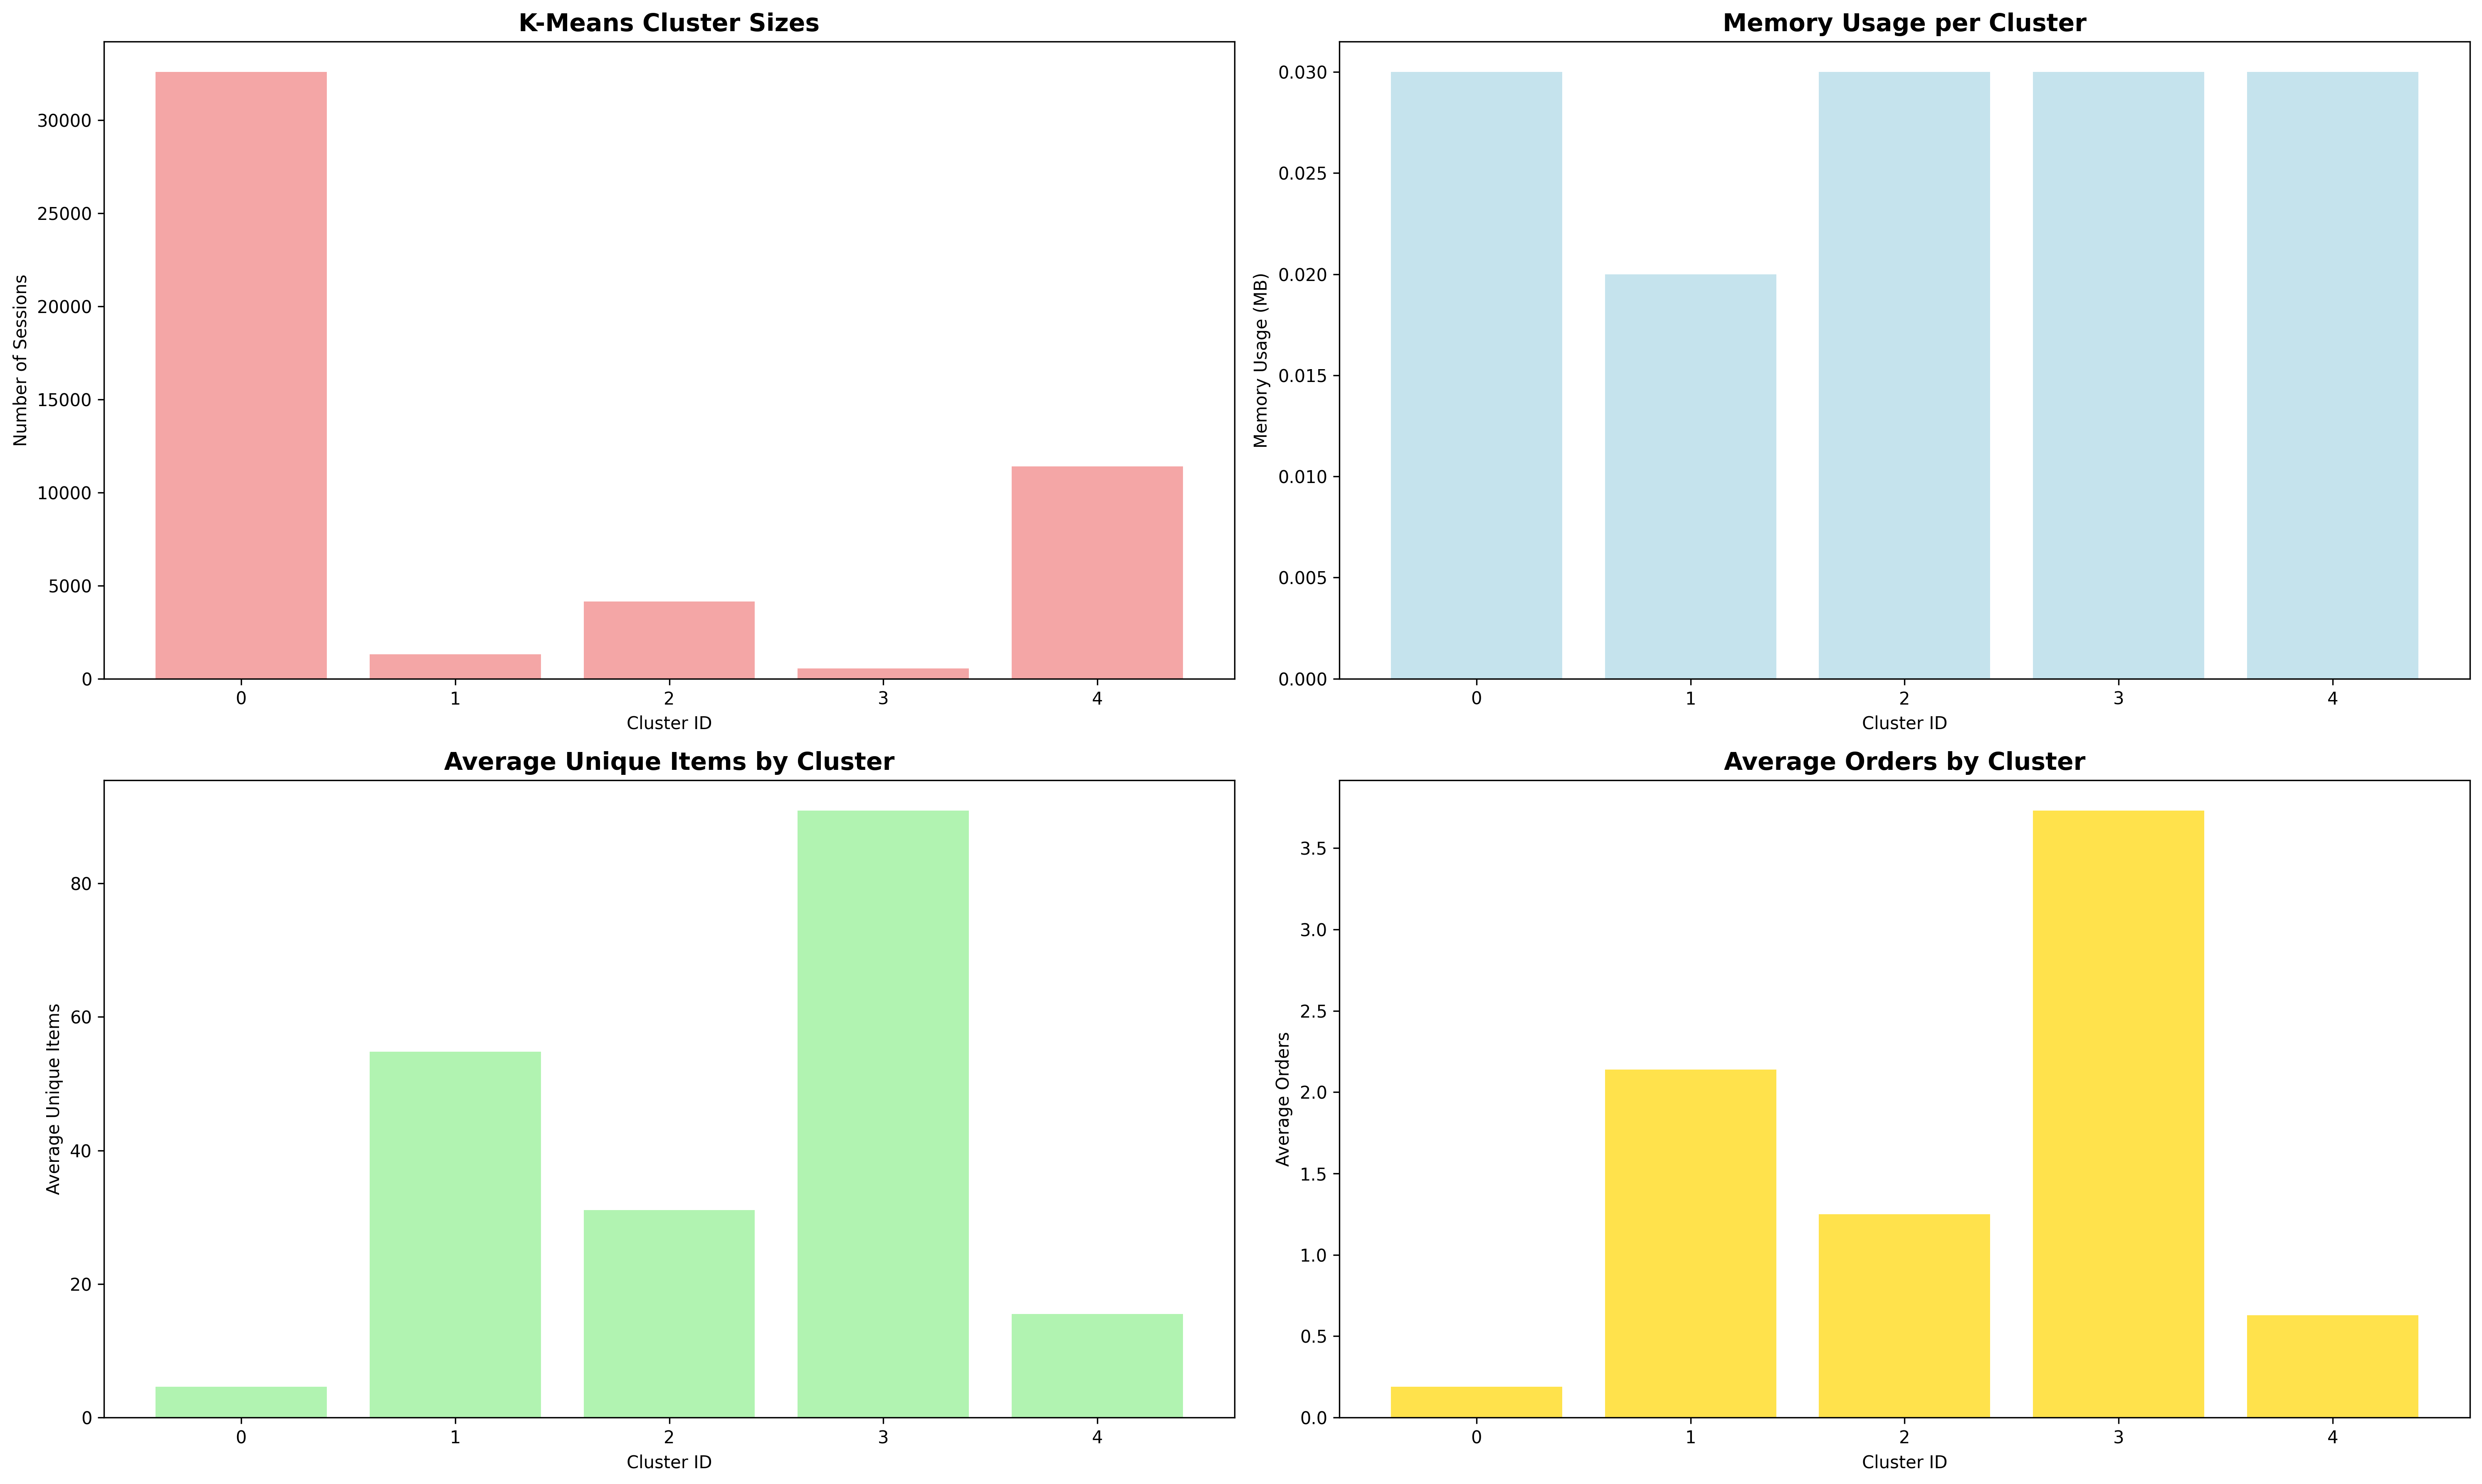 K-Means Cluster Sizes
Number of Sessions
30000
25000
20000
15000
10000
5000
0
0 1 2 3 4
Cluster ID
Memory Usage per Cluster
Memory Usage (MB)
0.030
0.025
0.020
0.015
0.010
0.005
0.000
0 1 2 3 4
Cluster ID
Average Unique Items by Cluster
Average Unique Items
80
60
40
20
0
0 1 2 3 4
Cluster ID
Average Orders by Cluster
Average Orders
3.5
3.0
2.5
2.0
1.5
1.0
0.5
0.0
0 1 2 3 4
Cluster ID